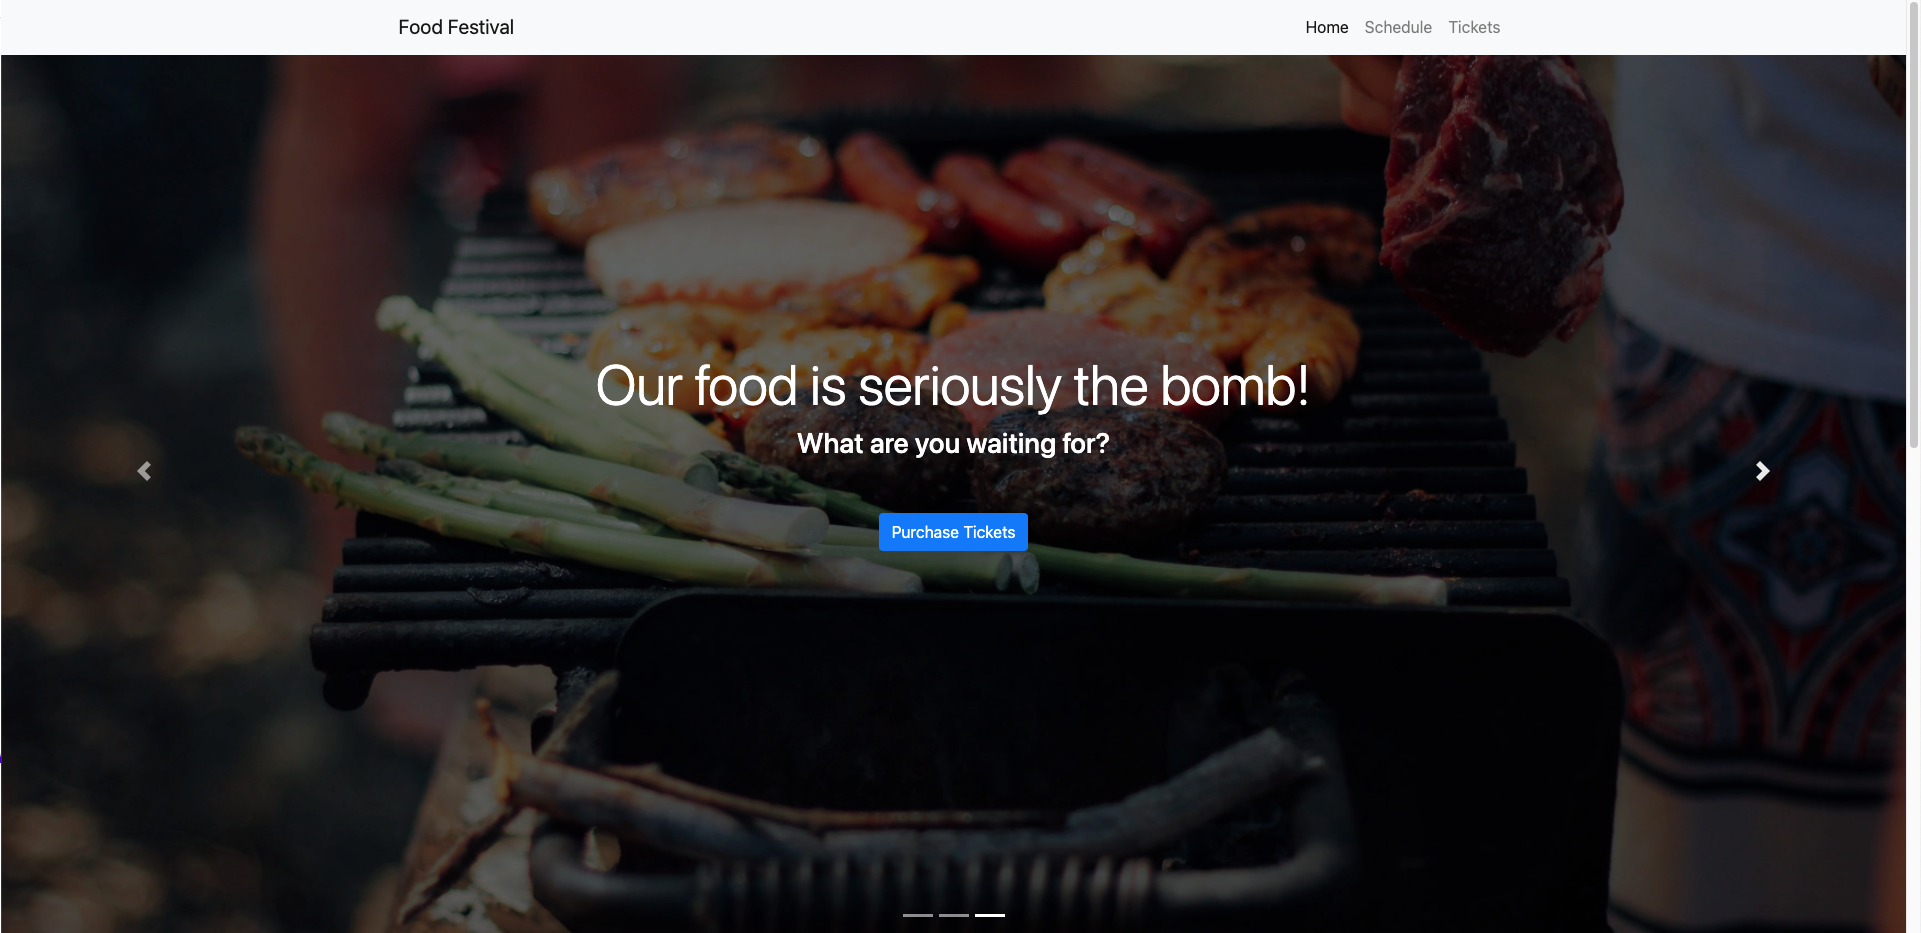 Food Festival
Home Schedule Tickets
Our food is seriously the bomb!
What are you waiting for?
Purchase Tickets